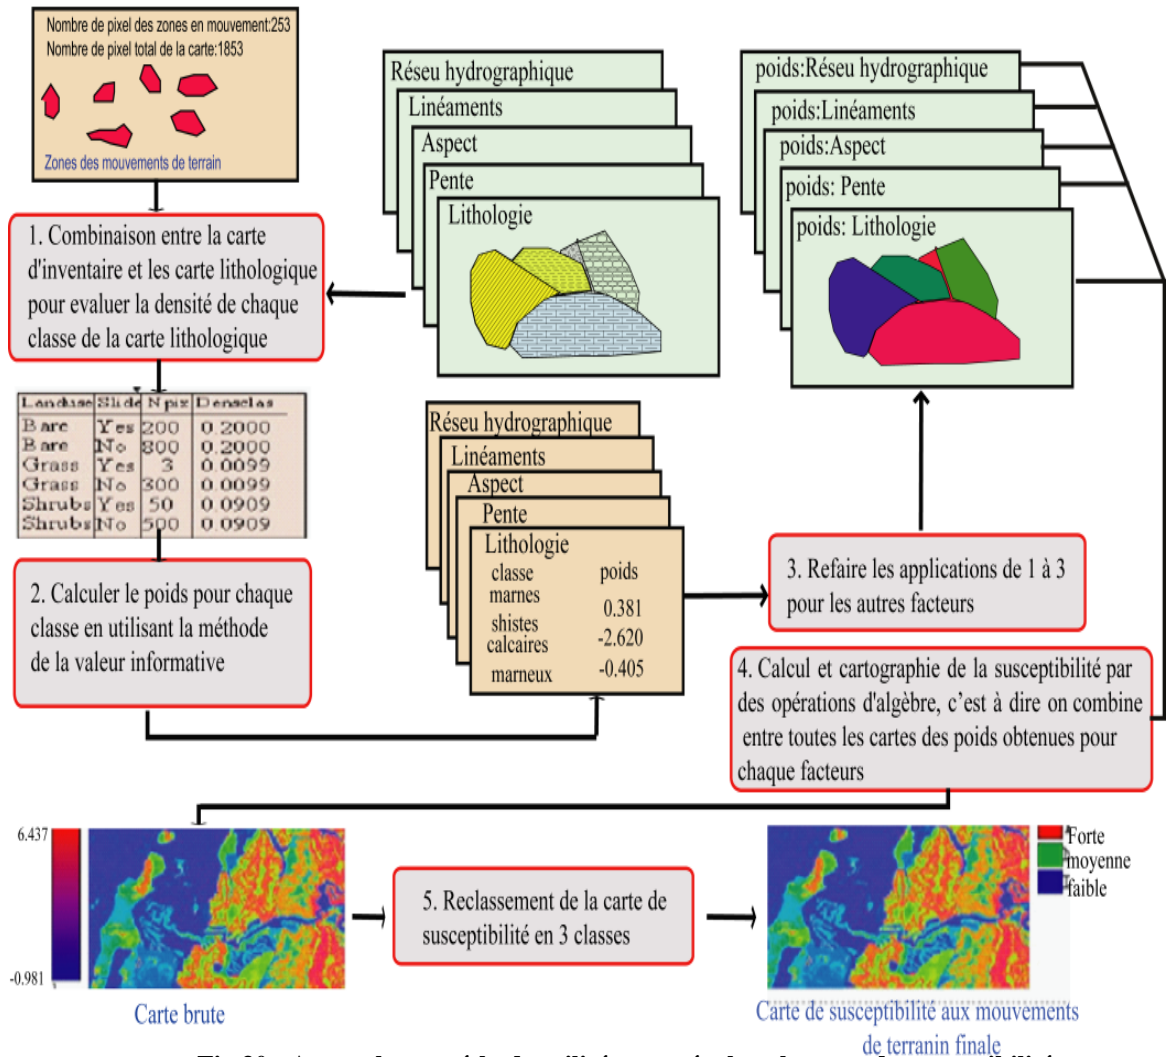 Nombre de pixel des zones en mouvement:253
Nombre de pixel total de la carte:1853
Zones des mouvements de terrain
Réseu hydrographique
Linéaments
Aspect
Pente
Lithologie
poids:Réseu hydrographique
poids:Linéaments
poids:Aspect
poids: Pente
poids: Lithologie
1. Combinaison entre la carte
d'inventaire et les carte lithologique
pour evaluer la densité de chaque
classe de la carte lithologique
Landuse Slide Npix Densclas
Bare Yes 200 0.2000
Bare No 800 0.2000
Grass Yes 3 0.0099
Grass No 300 0.0099
Shrubs Yes 50 0.0909
Shrubs No 500 0.0909
2. Calculer le poids pour chaque
classe en utilisant la méthode
de la valeur informative
Réseu hydrographique
Linéaments
Aspect
Pente
Lithologie
classe poids
marnes 0.381
shistes
calcaires -2.620
marneux -0.405
3. Refaire les applications de 1 à 3
pour les autres facteurs
4. Calcul et cartographie de la susceptibilité par
des opérations d'algèbre, c'est à dire on combine
entre toutes les cartes des poids obtenues pour
chaque facteurs
6.437
-0.981
Carte brute
5. Reclassement de la carte de
susceptibilité en 3 classes
Forte
moyenne
faible
Carte de susceptibilité aux mouvements
de terranin finale